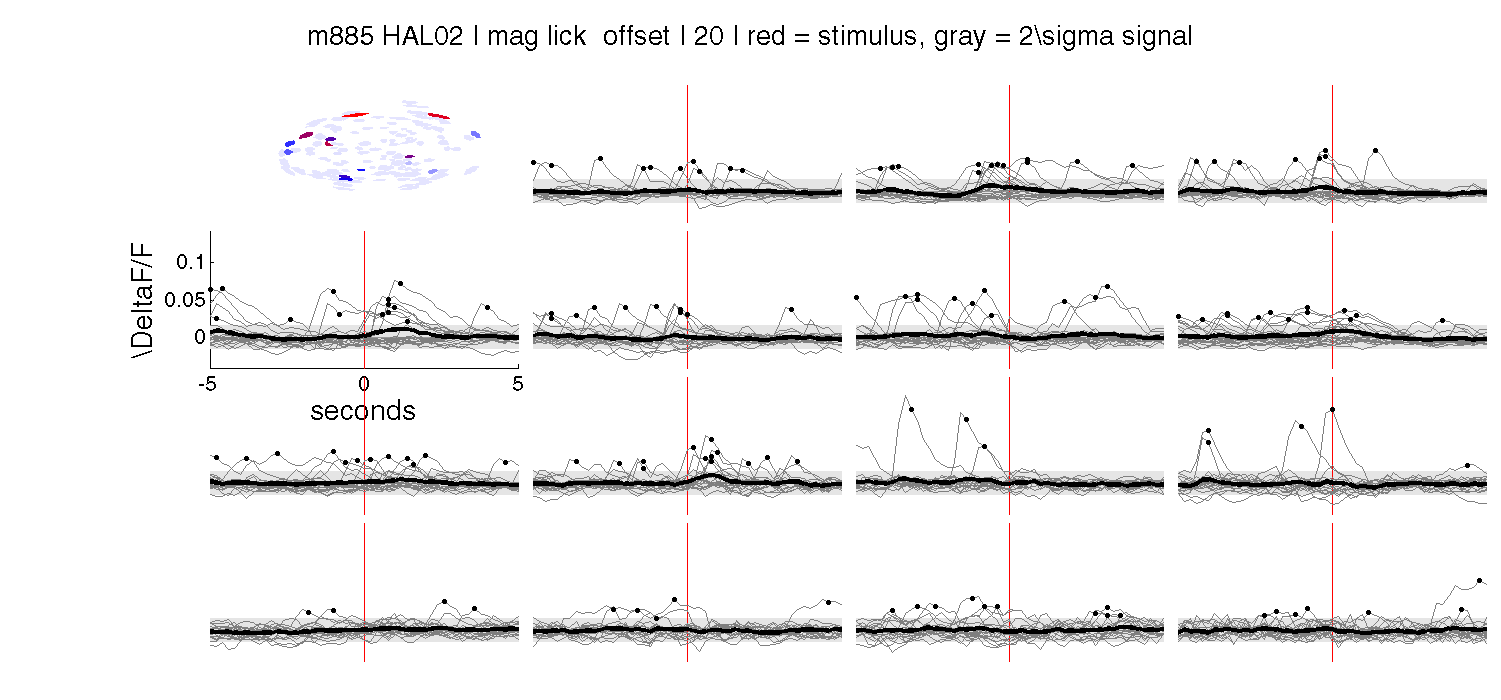 m885 HAL02 | mag lick  offset | 20 | red = stimulus, gray = 2\sigma signal
\DeltaF/F
0.1
0.05
0
-5 0 5
seconds